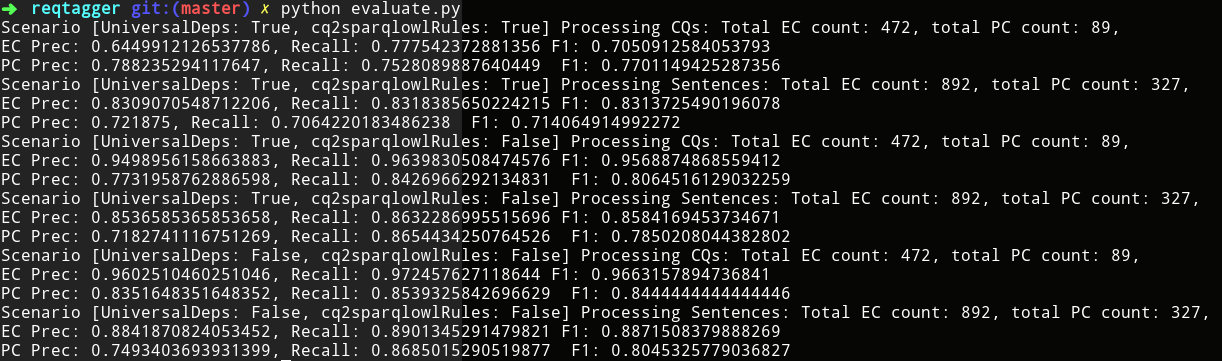 ➜ reqtagger git:(master) ✗ python evaluate.py
Scenario [UniversalDeps: True, cq2sparqlowlRules: True] Processing CQs: Total EC count: 472, total PC count: 89,
EC Prec: 0.6449912126537786, Recall: 0.777542372881356 F1: 0.7050912584053793
PC Prec: 0.788235294117647, Recall: 0.7528089887640449  F1: 0.7701149425287356
Scenario [UniversalDeps: True, cq2sparqlowlRules: True] Processing Sentences: Total EC count: 892, total PC count: 327,
EC Prec: 0.8309070548712206, Recall: 0.8318385650224215 F1: 0.8313725490196078
PC Prec: 0.721875, Recall: 0.7064220183486238  F1: 0.714064914992272
Scenario [UniversalDeps: True, cq2sparqlowlRules: False] Processing CQs: Total EC count: 472, total PC count: 89,
EC Prec: 0.9498956158663883, Recall: 0.9639830508474576 F1: 0.9568874868559412
PC Prec: 0.7731958762886598, Recall: 0.8426966292134831  F1: 0.8064516129032259
Scenario [UniversalDeps: True, cq2sparqlowlRules: False] Processing Sentences: Total EC count: 892, total PC count: 327,
EC Prec: 0.8536585365853658, Recall: 0.8632286995515696 F1: 0.8584169453734671
PC Prec: 0.7182741116751269, Recall: 0.8654434250764526  F1: 0.7850208044382802
Scenario [UniversalDeps: False, cq2sparqlowlRules: False] Processing CQs: Total EC count: 472, total PC count: 89,
EC Prec: 0.9602510460251046, Recall: 0.972457627118644 F1: 0.9663157894736841
PC Prec: 0.8351648351648352, Recall: 0.8539325842696629  F1: 0.8444444444444446
Scenario [UniversalDeps: False, cq2sparqlowlRules: False] Processing Sentences: Total EC count: 892, total PC count: 327,
EC Prec: 0.8841870824053452, Recall: 0.8901345291479821 F1: 0.8871508379888269
PC Prec: 0.7493403693931399, Recall: 0.8685015290519877  F1: 0.8045325779036827